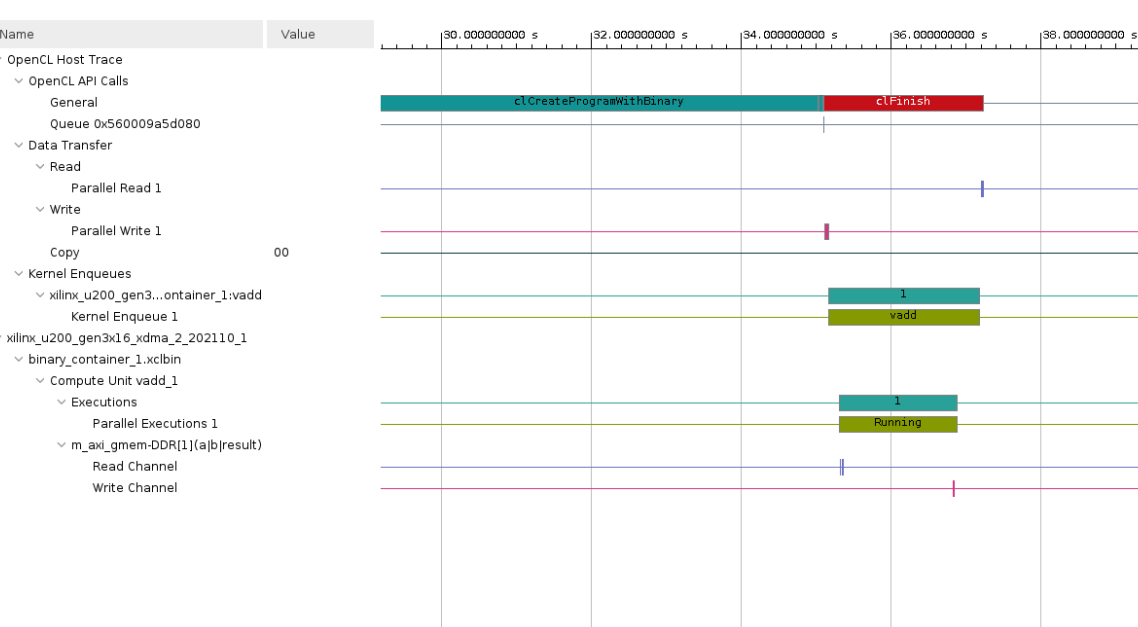 Name Value 30.000000000 s 32.000000000 s 34.000000000 s 36.000000000 s 38.000000000 s
OpenCL Host Trace
OpenCL API Calls
General clCreateProgramWithBinary clFinish
Queue 0x560009a5d080
Data Transfer
Read
Parallel Read 1
Write
Parallel Write 1
Copy 00
Kernel Enqueues
xilinx_u200_gen3...ontainer_1:vadd 1
Kernel Enqueue 1 vadd
xilinx_u200_gen3x16_xdma_2_202110_1
binary_container_1.xclbin
Compute Unit vadd_1
Executions 1
Parallel Executions 1 Running
m_axi_gmem-DDR[1](a|b|result)
Read Channel
Write Channel